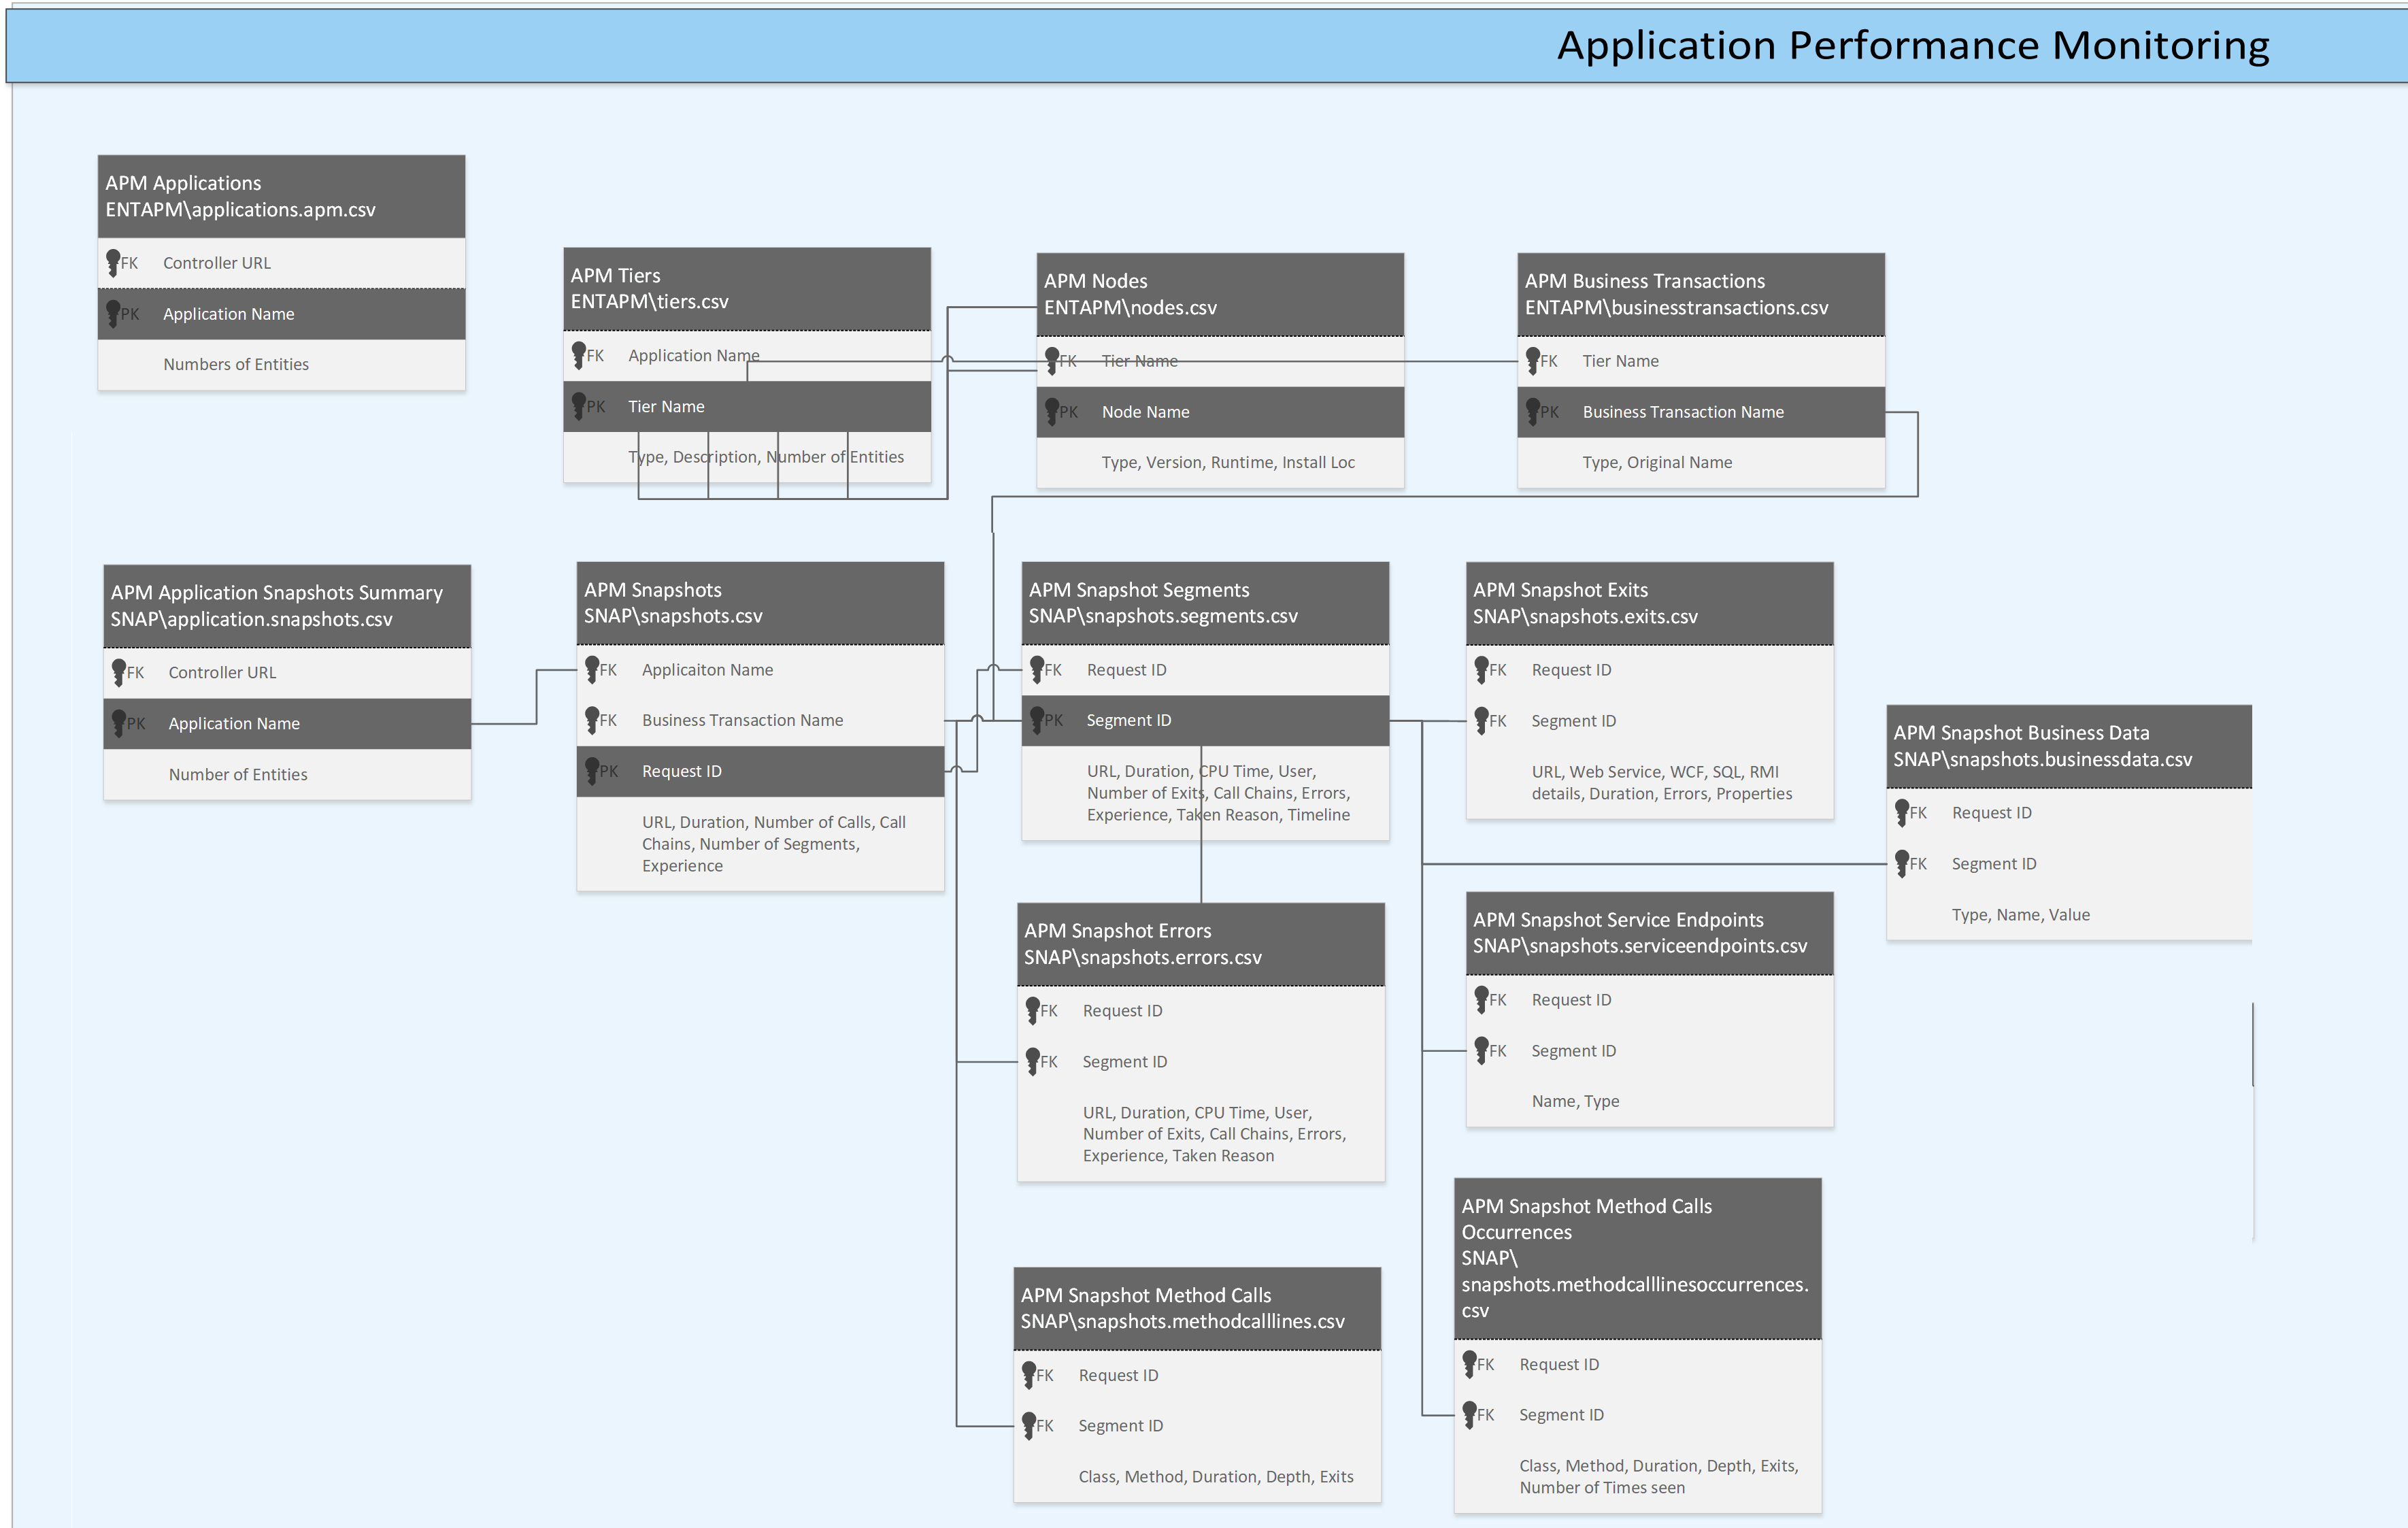 Application Performance Monitoring
APM Applications
ENTAPM\applications.apm.csv
FK Controller URL
PK Application Name
Numbers of Entities
APM Tiers
ENTAPM\tiers.csv
FK Application Name
PK Tier Name
Type, Description, Number of Entities
APM Nodes
ENTAPM\nodes.csv
FK Tier Name
PK Node Name
Type, Version, Runtime, Install Loc
APM Business Transactions
ENTAPM\businesstransactions.csv
FK Tier Name
PK Business Transaction Name
Type, Original Name
APM Application Snapshots Summary
SNAP\application.snapshots.csv
FK Controller URL
PK Application Name
Number of Entities
APM Snapshots
SNAP\snapshots.csv
FK Applicaiton Name
FK Business Transaction Name
PK Request ID
URL, Duration, Number of Calls, Call
Chains, Number of Segments,
Experience
APM Snapshot Segments
SNAP\snapshots.segments.csv
FK Request ID
PK Segment ID
URL, Duration, CPU Time, User,
Number of Exits, Call Chains, Errors,
Experience, Taken Reason, Timeline
APM Snapshot Exits
SNAP\snapshots.exits.csv
FK Request ID
FK Segment ID
URL, Web Service, WCF, SQL, RMI
details, Duration, Errors, Properties
APM Snapshot Business Data
SNAP\snapshots.businessdata.csv
FK Request ID
FK Segment ID
Type, Name, Value
APM Snapshot Errors
SNAP\snapshots.errors.csv
FK Request ID
FK Segment ID
URL, Duration, CPU Time, User,
Number of Exits, Call Chains, Errors,
Experience, Taken Reason
APM Snapshot Service Endpoints
SNAP\snapshots.serviceendpoints.csv
FK Request ID
FK Segment ID
Name, Type
APM Snapshot Method Calls
SNAP\snapshots.methodcalllines.csv
FK Request ID
FK Segment ID
Class, Method, Duration, Depth, Exits
APM Snapshot Method Calls
Occurrences
SNAP\
snapshots.methodcalllinesoccurrences.
csv
FK Request ID
FK Segment ID
Class, Method, Duration, Depth, Exits,
Number of Times seen